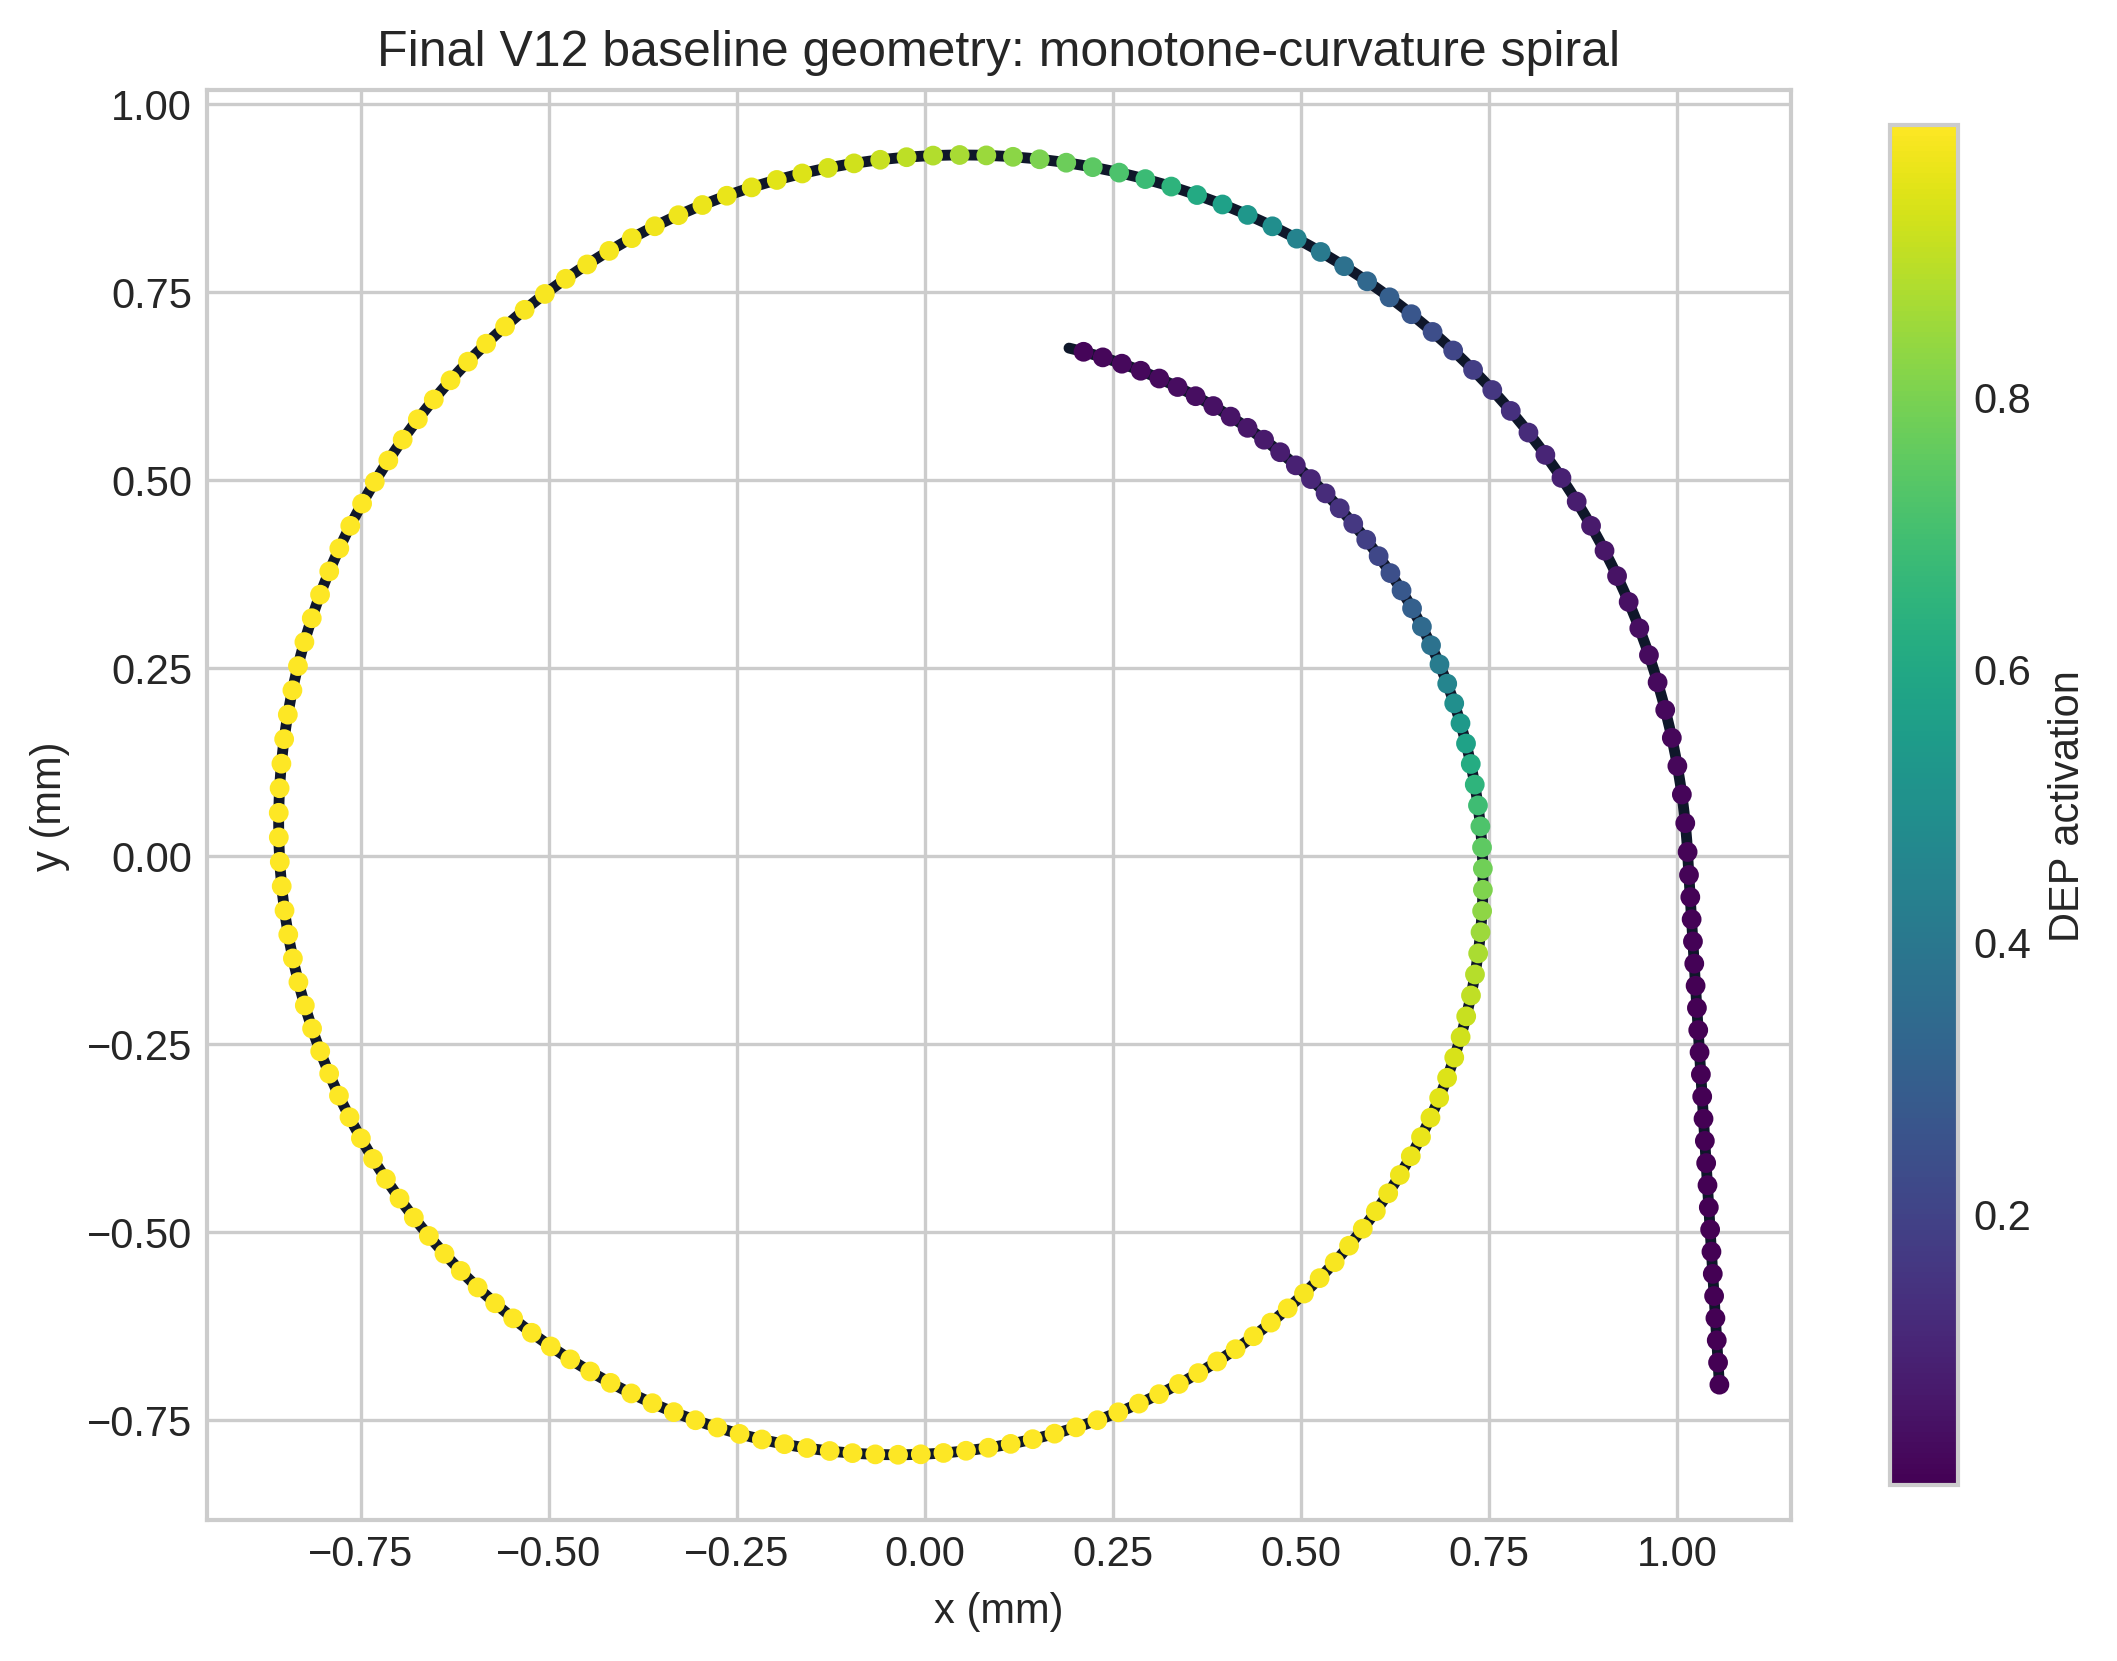 Final V12 baseline geometry: monotone-curvature spiral
1.00
0.75
0.50
0.25
0.00
−0.25
−0.50
−0.75
y (mm)
−0.75 −0.50 −0.25 0.00 0.25 0.50 0.75 1.00
x (mm)
0.8
0.6
0.4
0.2
DEP activation